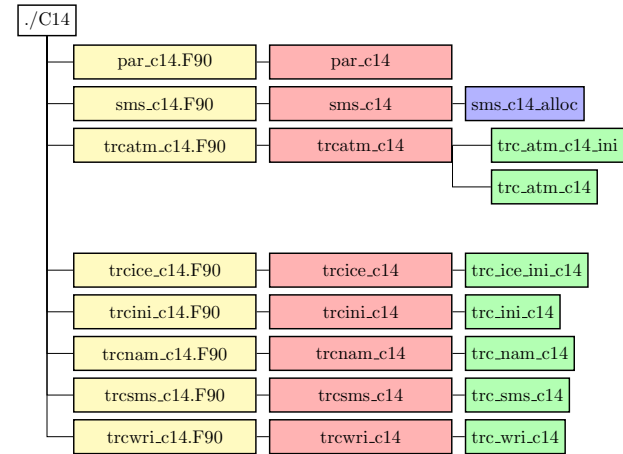 ./C14
par_c14.F90 par_c14
sms_c14.F90 sms_c14 sms_c14_alloc
trcatm_c14.F90 trcatm_c14 trc_atm_c14_ini
trc_atm_c14
trcice_c14.F90 trcice_c14 trc_ice_ini_c14
trcini_c14.F90 trcini_c14 trc_ini_c14
trcnam_c14.F90 trcnam_c14 trc_nam_c14
trcsms_c14.F90 trcsms_c14 trc_sms_c14
trcwri_c14.F90 trcwri_c14 trc_wri_c14